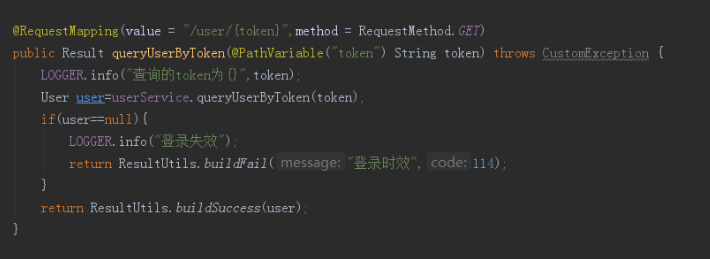 @RequestMapping(value = "/user/{token}",method = RequestMethod.GET)
public Result queryUserByToken(@PathVariable("token") String token) throws CustomException {
LOGGER.info("查询的token为{}",token);
User user=userService.queryUserByToken(token);
if(user==null){
LOGGER.info("登录失效");
return ResultUtils.buildFail( message: "登录时效", code: 114);
}
return ResultUtils.buildSuccess(user);
}